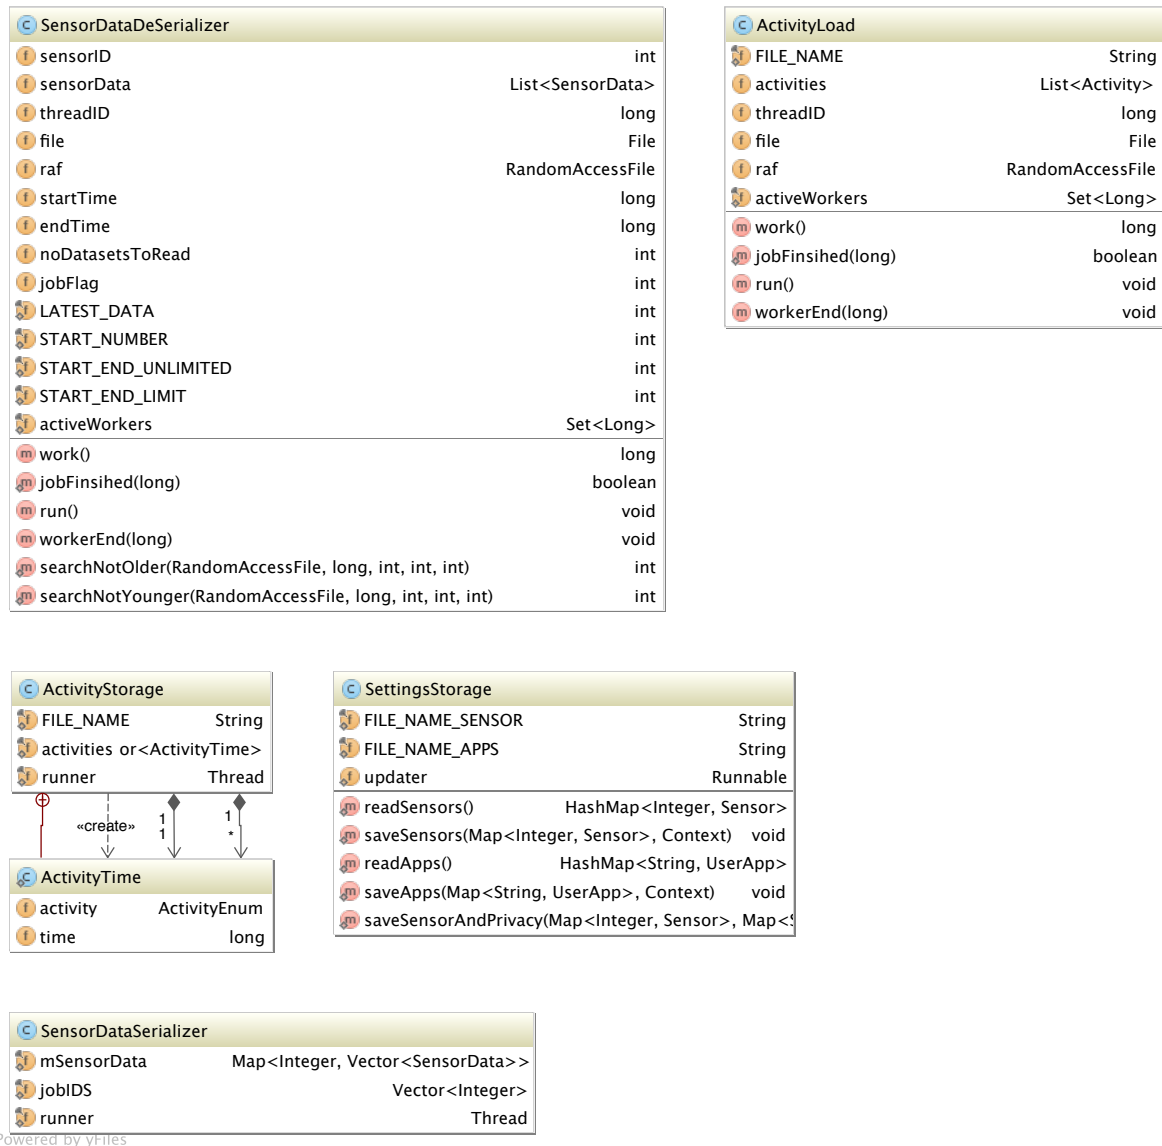 SensorDataDeSerializer
sensorID int
sensorData List<SensorData>
threadID long
file File
raf RandomAccessFile
startTime long
endTime long
noDatasetsToRead int
jobFlag int
LATEST_DATA int
START_NUMBER int
START_END_UNLIMITED int
START_END_LIMIT int
activeWorkers Set<Long>
work() long
jobFinsihed(long) boolean
run() void
workerEnd(long) void
searchNotOlder(RandomAccessFile, long, int, int, int) int
searchNotYounger(RandomAccessFile, long, int, int, int) int
ActivityLoad
FILE_NAME String
activities List<Activity>
threadID long
file File
raf RandomAccessFile
activeWorkers Set<Long>
work() long
jobFinsihed(long) boolean
run() void
workerEnd(long) void
ActivityStorage
FILE_NAME String
activities or<ActivityTime>
runner Thread
«create»
1
1
1
*
ActivityTime
activity ActivityEnum
time long
SettingsStorage
FILE_NAME_SENSOR String
FILE_NAME_APPS String
updater Runnable
readSensors() HashMap<Integer, Sensor>
saveSensors(Map<Integer, Sensor>, Context) void
readApps() HashMap<String, UserApp>
saveApps(Map<String, UserApp>, Context) void
saveSensorAndPrivacy(Map<Integer, Sensor>, Map<S
SensorDataSerializer
mSensorData Map<Integer, Vector<SensorData>>
jobIDS Vector<Integer>
runner Thread
Powered by yFiles